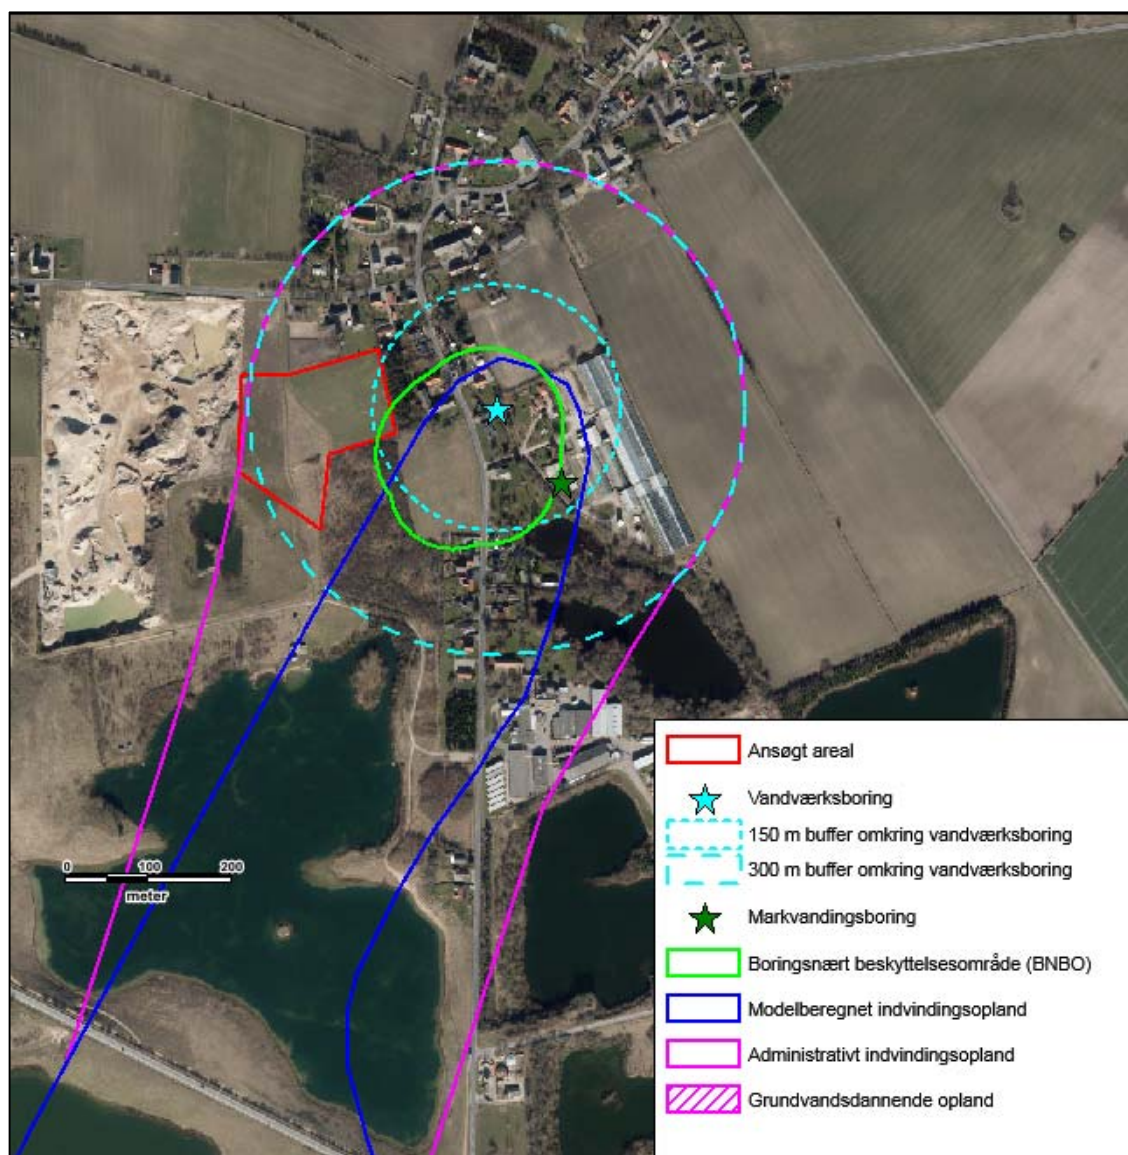 0 100 200
meter
Ansøgt areal
Vandværksboring
150 m buffer omkring vandværksboring
300 m buffer omkring vandværksboring
Markvandingsboring
Boringsnært beskyttelsesområde (BNBO)
Modelberegnet indvindingsopland
Administrativt indvindingsopland
Grundvandsdannende opland